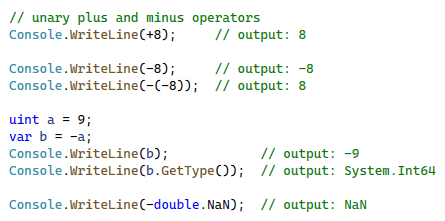 // unary plus and minus operators
Console.WriteLine(+8);     // output: 8
Console.WriteLine(-8);     // output: -8
Console.WriteLine(-(-8));  // output: 8
uint a = 9;
var b = -a;
Console.WriteLine(b);            // output: -9
Console.WriteLine(b.GetType());  // output: System.Int64
Console.WriteLine(-double.NaN);  // output: NaN